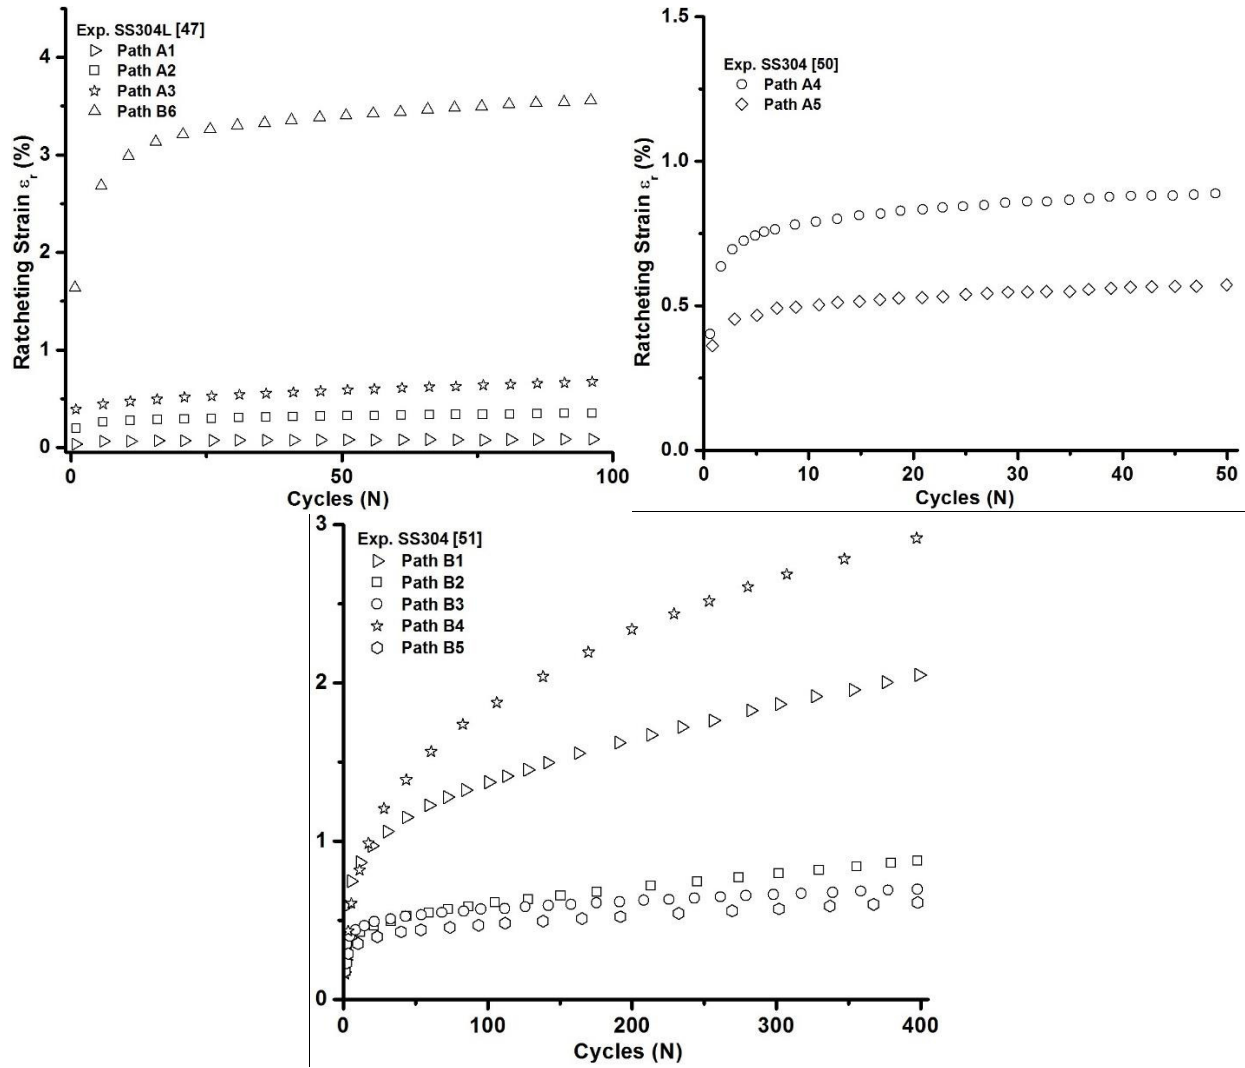 Exp. SS304L [47]
Path A1
Path A2
Path A3
Path B6
4
3
2
1
0
Ratcheting Strain εr (%)
0 50 100
Cycles (N)
Exp. SS304 [50]
Path A4
Path A5
1.5
1.0
0.5
0.0
Ratcheting Strain εr (%)
0 10 20 30 40 50
Cycles (N)
Exp. SS304 [51]
Path B1
Path B2
Path B3
Path B4
Path B5
3
2
1
0
0 100 200 300 400
Cycles (N)